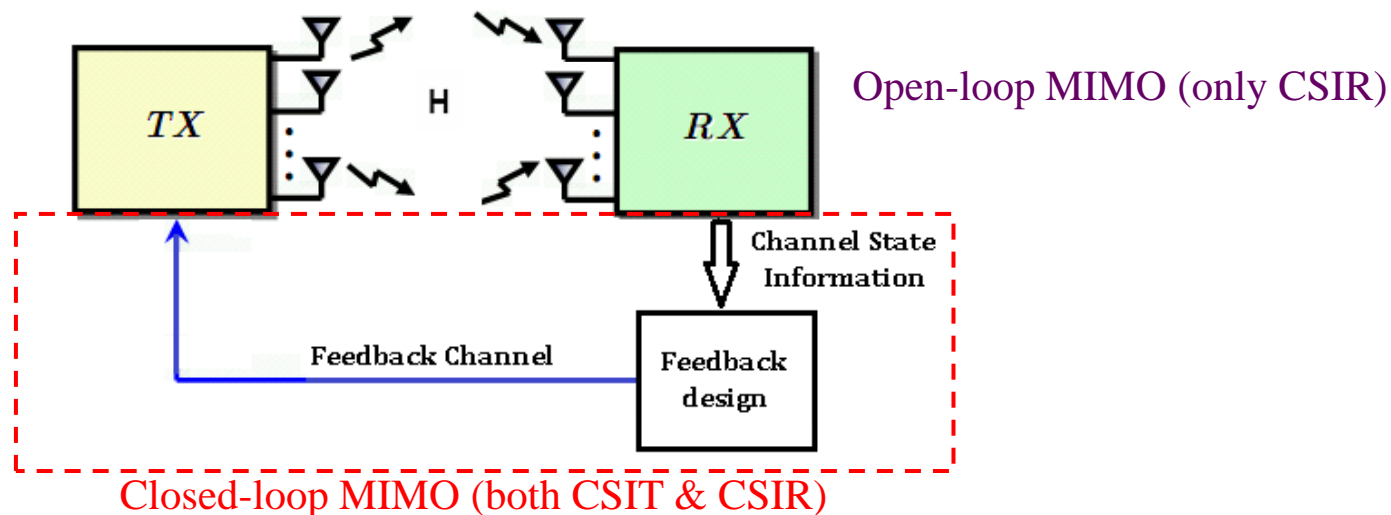 TX
H
RX
Open-loop MIMO (only CSIR)
Channel State
Information
Feedback Channel
Feedback
design
Closed-loop MIMO (both CSIT & CSIR)